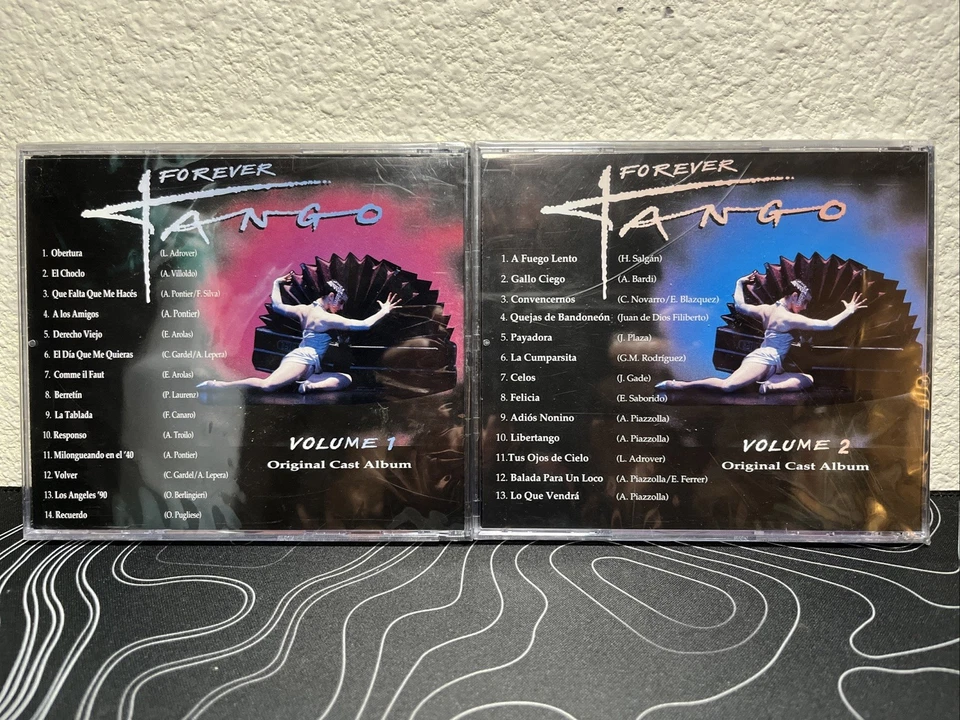 FOREVER
TANGO
1. Obertura (L. Adrover)
2. El Choclo (A. Villoldo)
3. Que Falta Que Me Hacés (A. Pontier/F. Silva)
4. A los Amigos (A. Pontier)
5. Derecho Viejo (E. Arolas)
6. El Día Que Me Quieras (C. Gardel/A. Lepera)
7. Comme il Faut (E. Arolas)
8. Berretín (P. Laurenz)
9. La Tablada (F. Canaro)
10. Responso (A. Troilo)
11. Milongueando en el '40 (A. Pontier)
12. Volver (C. Gardel/A. Lepera)
13. Los Angeles '90 (O. Berlingieri)
14. Recuerdo (O. Pugliese)
VOLUME 1
Original Cast Album
FOREVER
TANGO
1. A Fuego Lento (H. Salgán)
2. Gallo Ciego (A. Bardi)
3. Convencernos (C. Novarro/E. Blazquez)
4. Quejas de Bandoneón (Juan de Dios Filiberto)
5. Payadora (J. Plaza)
6. La Cumparsita (G.M. Rodríguez)
7. Celos (J. Gade)
8. Felicia (E. Saborido)
9. Adiós Nonino (A. Piazzolla)
10. Libertango (A. Piazzolla)
11.Tus Ojos de Cielo (L. Adrover)
12. Balada Para Un Loco (A. Piazzolla/E. Ferrer)
13. Lo Que Vendrá (A. Piazzolla)
VOLUME 2
Original Cast Album